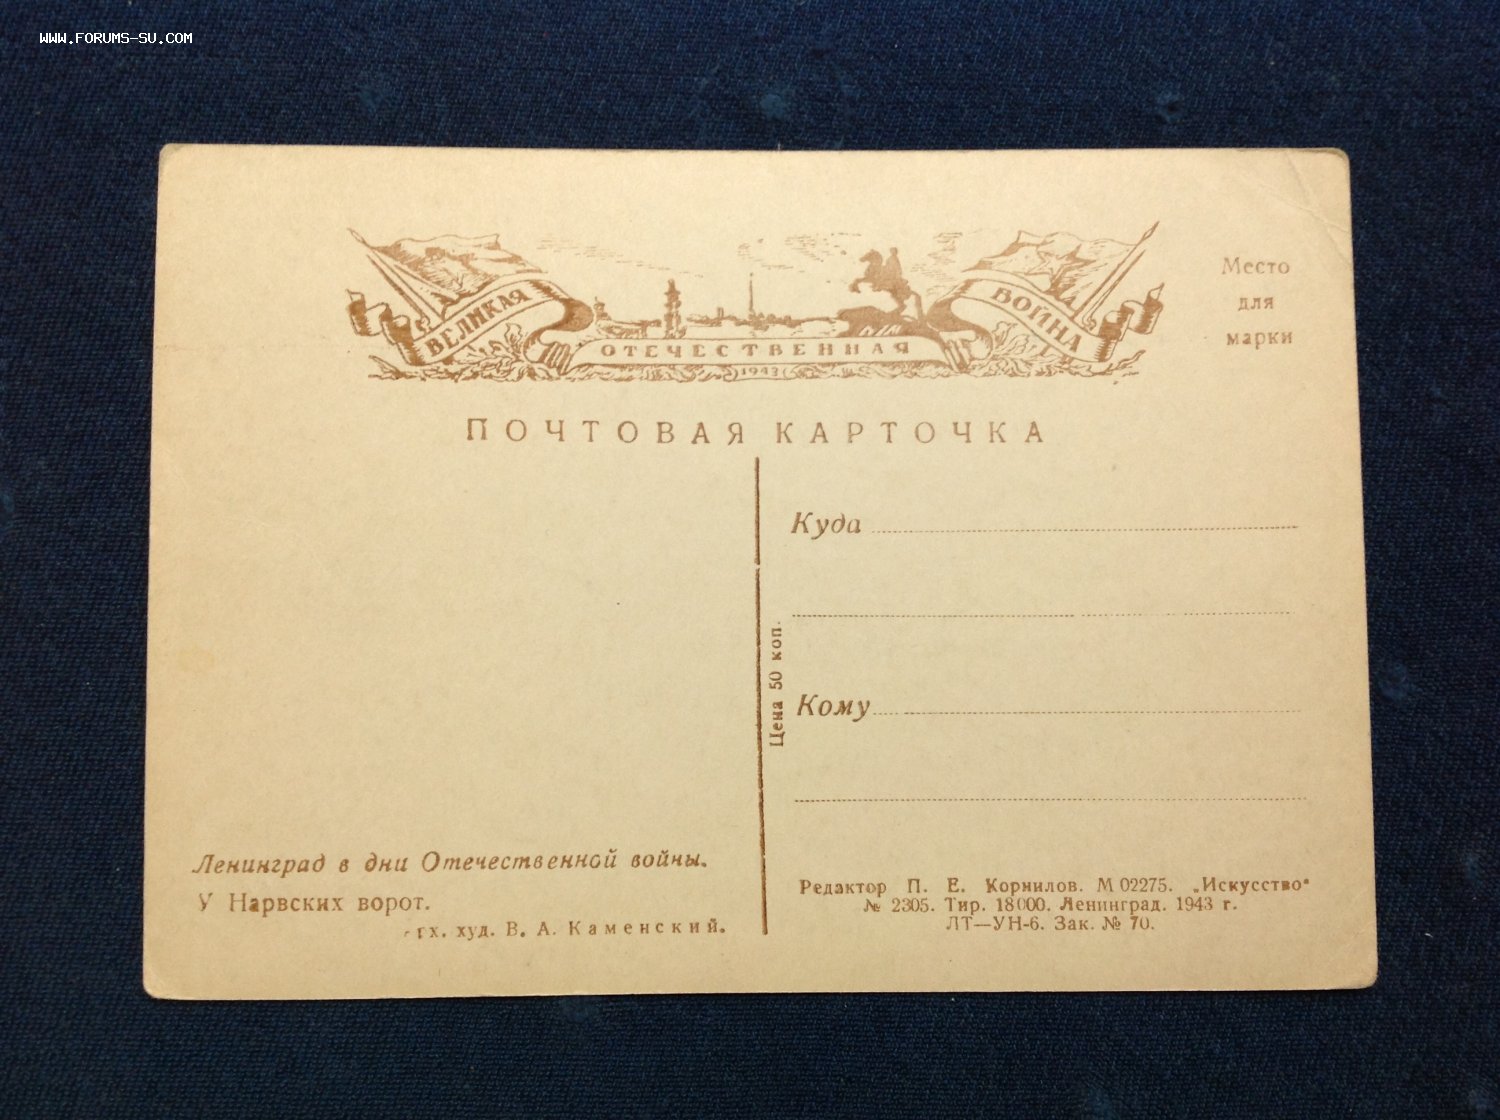 WWW.FORUMS-SU.COM
ВЕЛИКАЯ
ОТЕЧЕСТВЕННАЯ
ВОЙНА
1943
Место
для
марки
ПОЧТОВАЯ КАРТОЧКА
Куда
Цена 50 коп.
Кому
Ленинград в дни Отечественной войны.
У Нарвских ворот.
худ. В. А. Каменский.
Редактор П. Е. Корнилов. М 02275. „Искусство"
№ 2305. Тир. 18000. Ленинград. 1943 г.
ЛТ—УН-6. Зак. № 70.